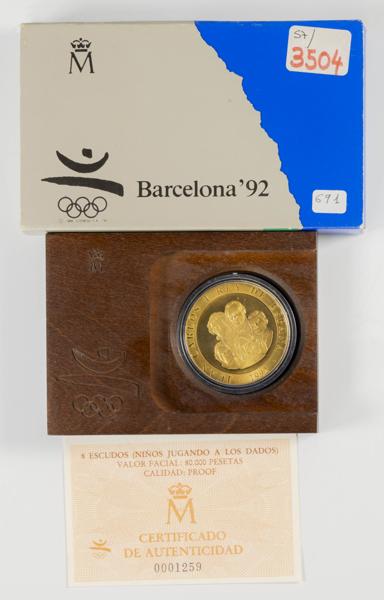 M
57/
3504
Barcelona '92
691
M
JUAN CARLOS I REY DE ESPAÑA
8 ESCUDOS (NIÑOS JUGANDO A LOS DADOS)
VALOR FACIAL: 80.000 PESETAS
CALIDAD: PROOF
M
CERTIFICADO
DE AUTENTICIDAD
0001259